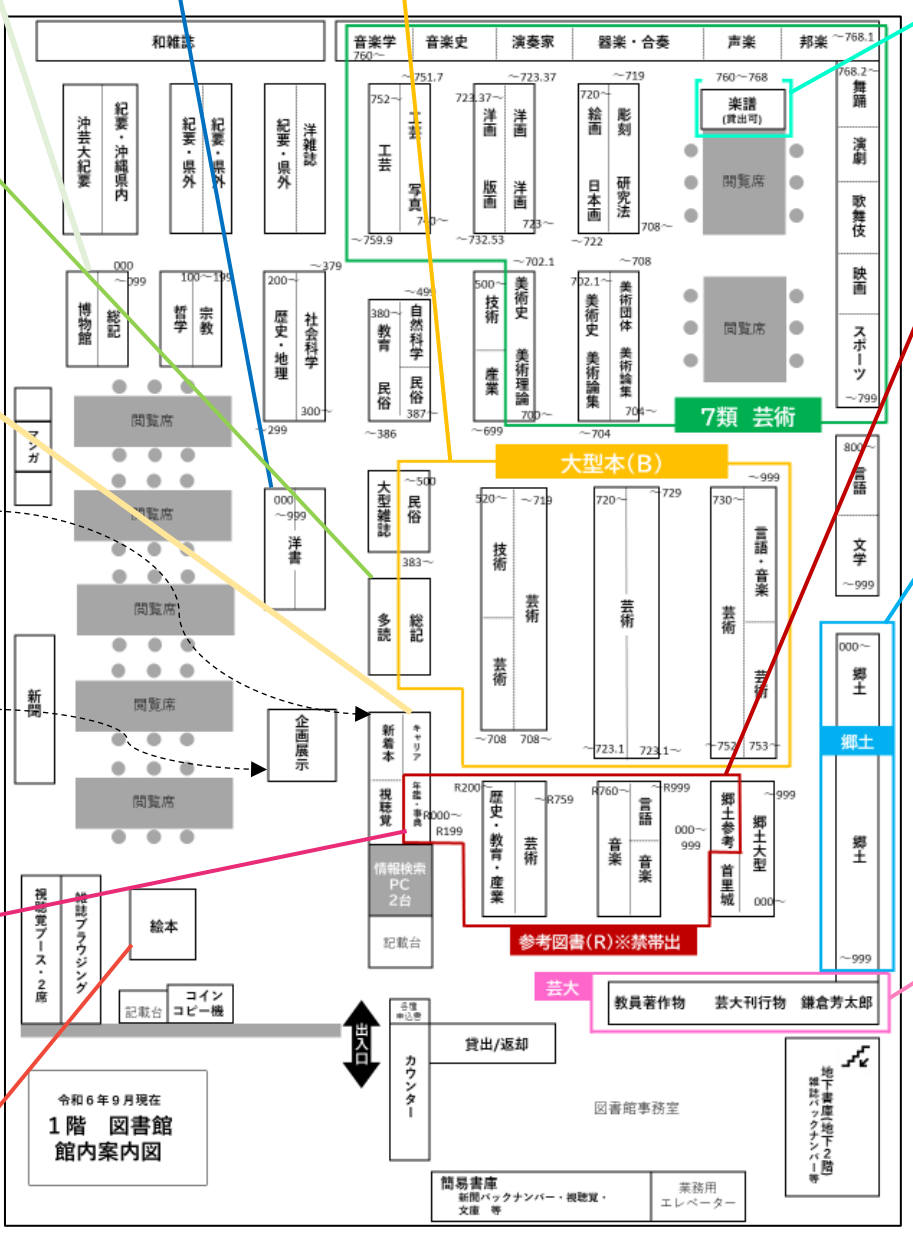 和雑誌
音楽学 音楽史 演奏家 器楽・合奏 声楽 邦楽
760～
～768.1
沖芸大紀要
紀要・沖縄県内
紀要・県外
紀要・県外
紀要・県外
洋雑誌
～751.7
752～
工芸
工芸 写真
740～
～759.9
～723.37
723.37～
洋画 版画
洋画 洋画
723～
～732.53
～719
720～
絵画 日本画
彫刻 研究法
708～
～722
760～768
楽譜
(貸出可)
閲覧席
768.2～
舞踊
演劇
歌舞伎
映画
スポーツ
～799
000
～099
博物館
総記
100～199
哲学
宗教
～379
200～
歴史・地理
社会科学
300～
～299
～499
380～
教育 民俗
自然科学
民俗
387～
～386
～702.1
500～
技術
産業
美術史 美術理論
700～
～699
～708
702.1～
美術史 美術論集
美術団体 美術論集
704～
～704
閲覧席
7類 芸術
マンガ
閲覧席
閲覧席
閲覧席
閲覧席
閲覧席
新聞
000
～999
洋書
大型本(B)
大型雑誌
～500
民俗
383～
多読
総記
520～
～719
技術
芸術
芸術
～708
708～
720～
～729
芸術
～723.1
723.1～
730～
～999
芸術
言語・音楽
芸術
～752
753～
800～
言語
文学
～999
000～
郷土
郷土
郷土
～999
企画展示
新着本
キャリア
視聴覚
年鑑・事典
R000～
R199
情報検索
PC
2台
記載台
R200～
～R759
歴史・教育・産業
芸術
R760～
～R999
音楽
言語
音楽
郷土参考
000～
999
首里城
郷土大型
～999
000～
参考図書(R)※禁帯出
芸大
教員著作物 芸大刊行物 鎌倉芳太郎
視聴覚ブース・2席
雑誌ブラウジング
絵本
記載台
コイン
コピー機
出入口
各種
申込書
カウンター
貸出/返却
図書館事務室
地下書庫(地下2階)
雑誌バックナンバー等
令和6年9月現在
1階 図書館
館内案内図
簡易書庫
新聞バックナンバー・視聴覚・
文庫 等
業務用
エレベーター